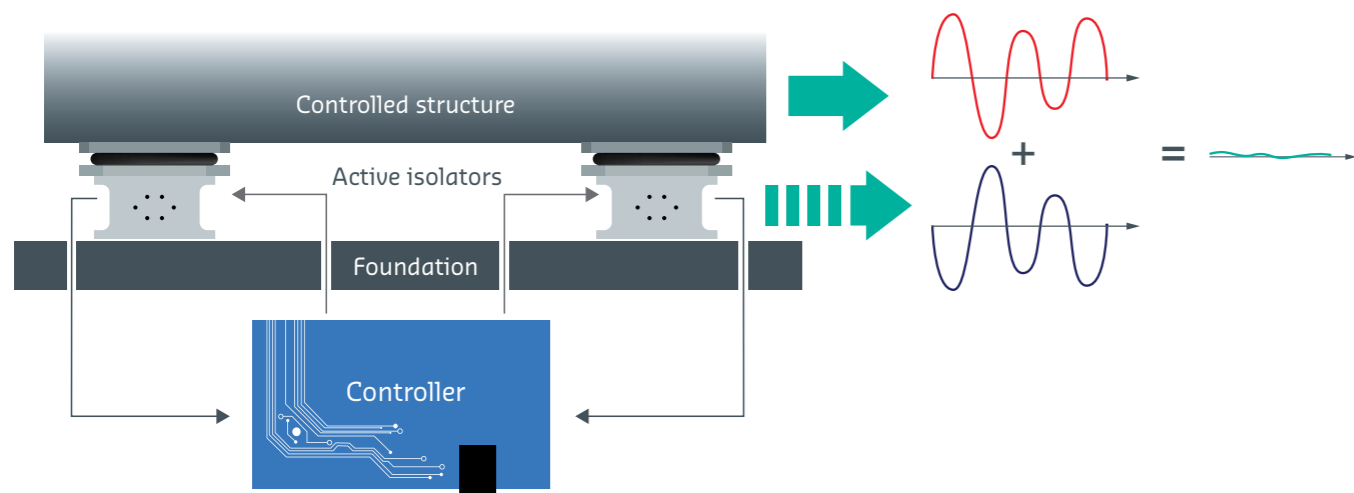 Controlled structure
Active isolators
Foundation
Controller
+
=